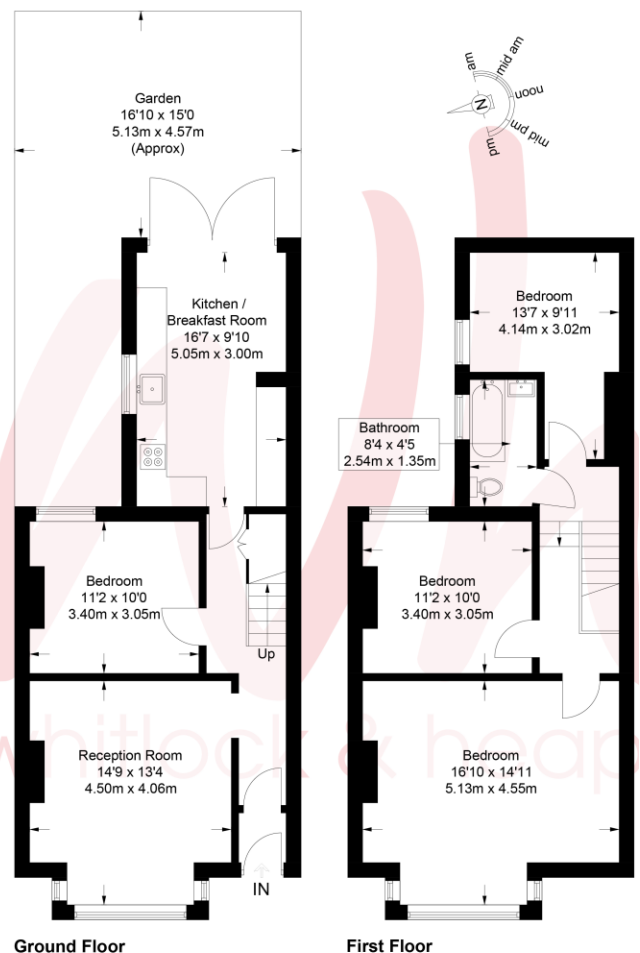 Garden
16'10 x 15'0
5.13m x 4.57m
(Approx)
am
mid am
noon
mid pm
pm
N
Kitchen /
Breakfast Room
16'7 x 9'10
5.05m x 3.00m
Bedroom
13'7 x 9'11
4.14m x 3.02m
Bathroom
8'4 x 4'5
2.54m x 1.35m
Bedroom
11'2 x 10'0
3.40m x 3.05m
Up
Bedroom
11'2 x 10'0
3.40m x 3.05m
Reception Room
14'9 x 13'4
4.50m x 4.06m
Bedroom
16'10 x 14'11
5.13m x 4.55m
whitlock & heap
IN
Ground Floor
First Floor